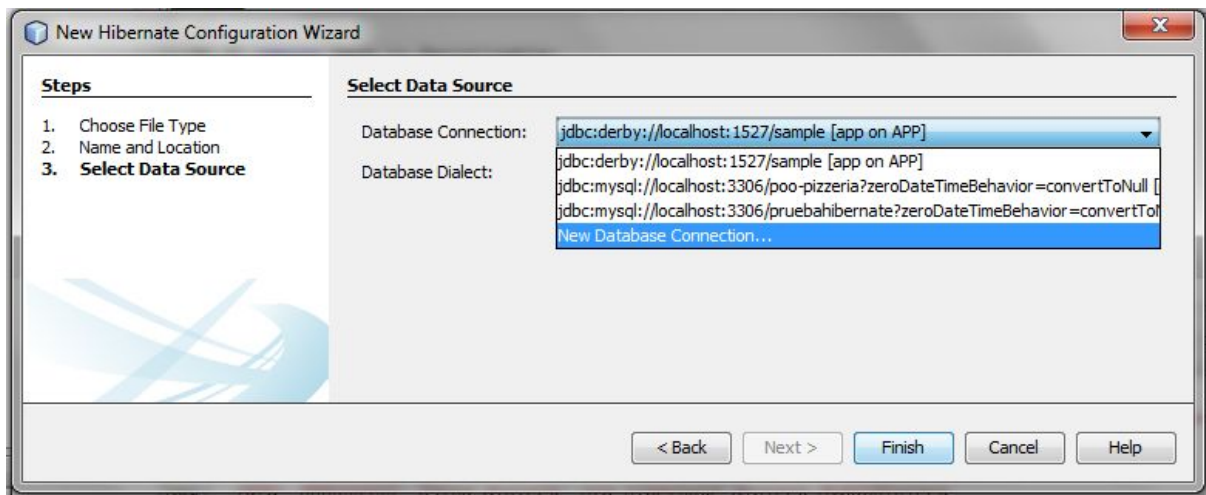 New Hibernate Configuration Wizard
Steps
1. Choose File Type
2. Name and Location
3. Select Data Source
Select Data Source
Database Connection: jdbc:derby://localhost:1527/sample [app on APP]
jdbc:derby://localhost:1527/sample [app on APP]
jdbc:mysql://localhost:3306/poo-pizzeria?zeroDateTimeBehavior=convertToNull [
jdbc:mysql://localhost:3306/pruebahibernate?zeroDateTimeBehavior=convertTo
New Database Connection...
Database Dialect:
< Back Next > Finish Cancel Help